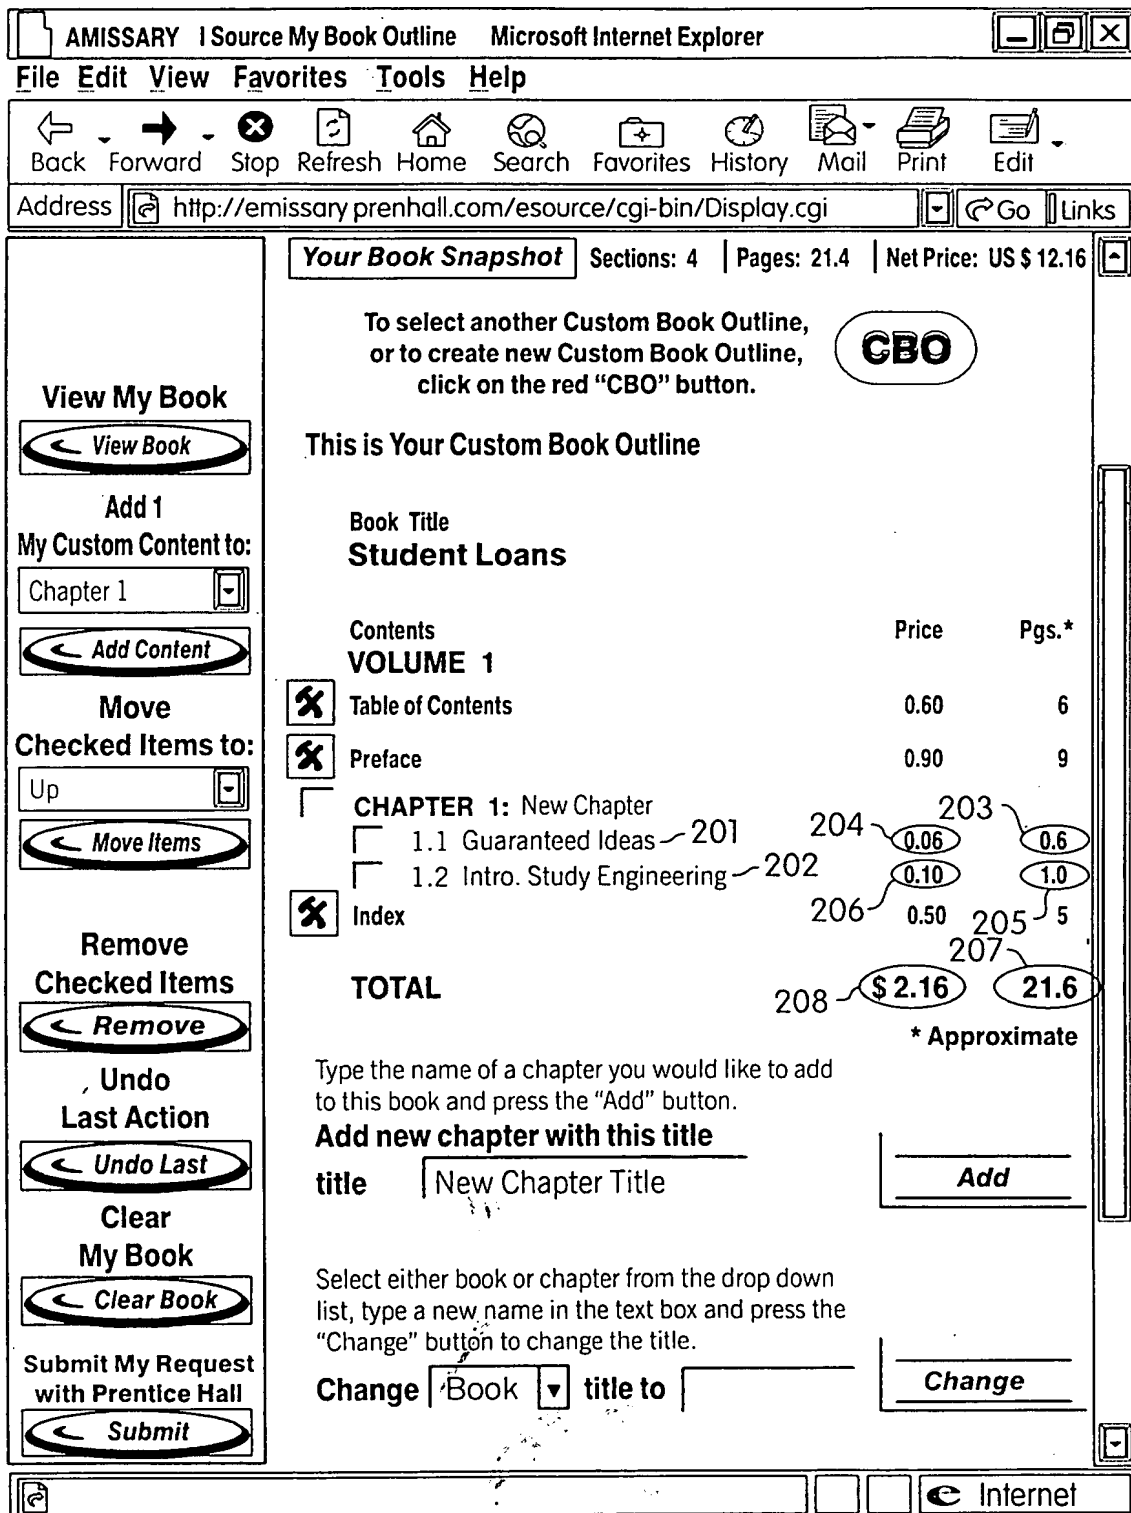 AMISSARY I Source My Book Outline Microsoft Internet Explorer
File Edit View Favorites Tools Help
Back Forward Stop Refresh Home Search Favorites History Mail Print Edit
Address http://emissary prenhall.com/esource/cgi-bin/Display.cgi Go Links
Your Book Snapshot Sections: 4 Pages: 21.4 Net Price: US $ 12.16
To select another Custom Book Outline,
or to create new Custom Book Outline,
click on the red "CBO" button.
CBO
View My Book
View Book
Add 1
My Custom Content to:
Chapter 1
Add Content
Move
Checked Items to:
Up
Move Items
Remove
Checked Items
Remove
Undo
Last Action
Undo Last
Clear
My Book
Clear Book
Submit My Request
with Prentice Hall
Submit
This is Your Custom Book Outline
Book Title
Student Loans
Contents Price Pgs.*
VOLUME 1
Table of Contents 0.60 6
Preface 0.90 9
CHAPTER 1: New Chapter 203
1.1 Guaranteed Ideas 201 204 0.06 0.6
1.2 Intro. Study Engineering 202 0.10 1.0
Index 206 0.50 205 5
207
TOTAL 208 $ 2.16 21.6
* Approximate
Type the name of a chapter you would like to add
to this book and press the "Add" button.
Add new chapter with this title
title New Chapter Title Add
Select either book or chapter from the drop down
list, type a new name in the text box and press the
"Change" button to change the title.
Change Book title to Change
e Internet